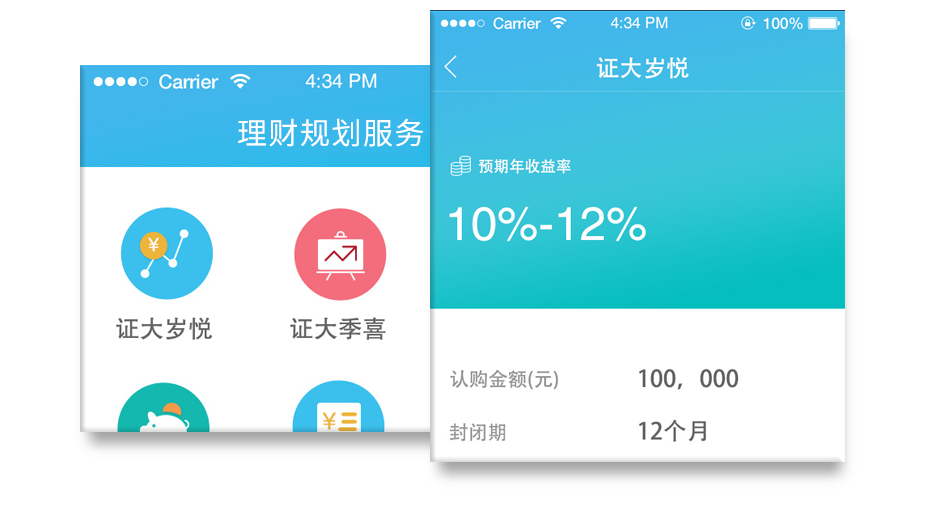 Carrier 4:34 PM
理财规划服务
¥
证大岁悦
证大季喜
¥
Carrier 4:34 PM 100%
证大岁悦
预期年收益率
10%-12%
认购金额(元) 100，000
封闭期 12个月